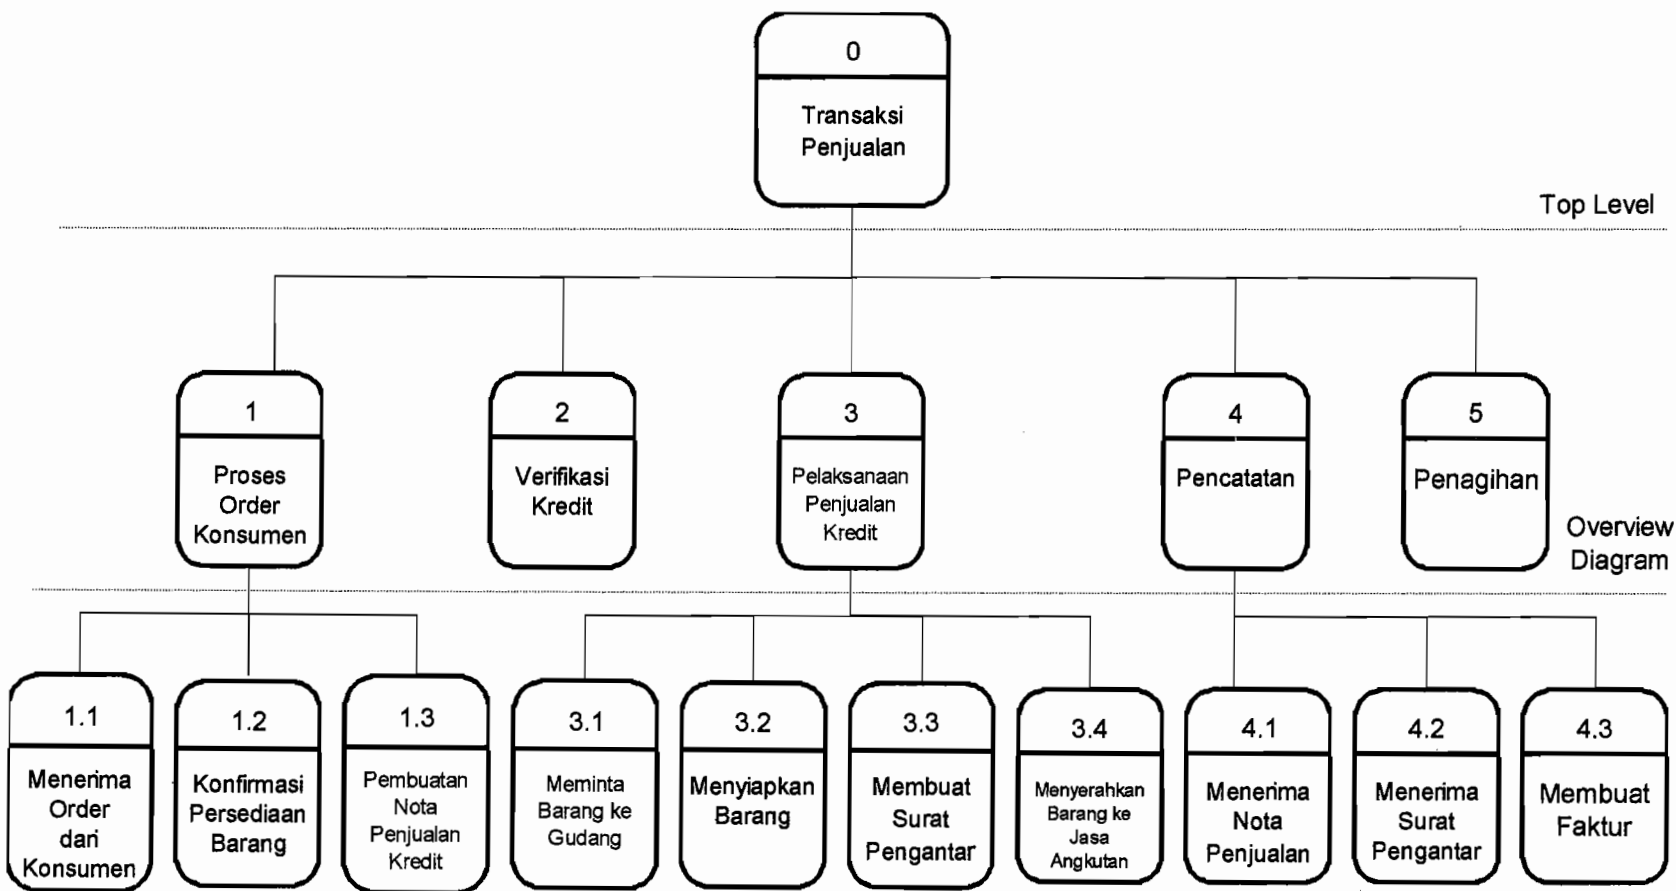 0
Transaksi
Penjualan
Top Level
1
Proses
Order
Konsumen
2
Verifikasi
Kredit
3
Pelaksanaan
Penjualan
Kredit
4
Pencatatan
5
Penagihan
Overview
Diagram
1.1
Menerima
Order
dari
Konsumen
1.2
Konfirmasi
Persediaan
Barang
1.3
Pembuatan
Nota
Penjualan
Kredit
3.1
Meminta
Barang ke
Gudang
3.2
Menyiapkan
Barang
3.3
Membuat
Surat
Pengantar
3.4
Menyerahkan
Barang ke
Jasa
Angkutan
4.1
Menerima
Nota
Penjualan
4.2
Menerima
Surat
Pengantar
4.3
Membuat
Faktur